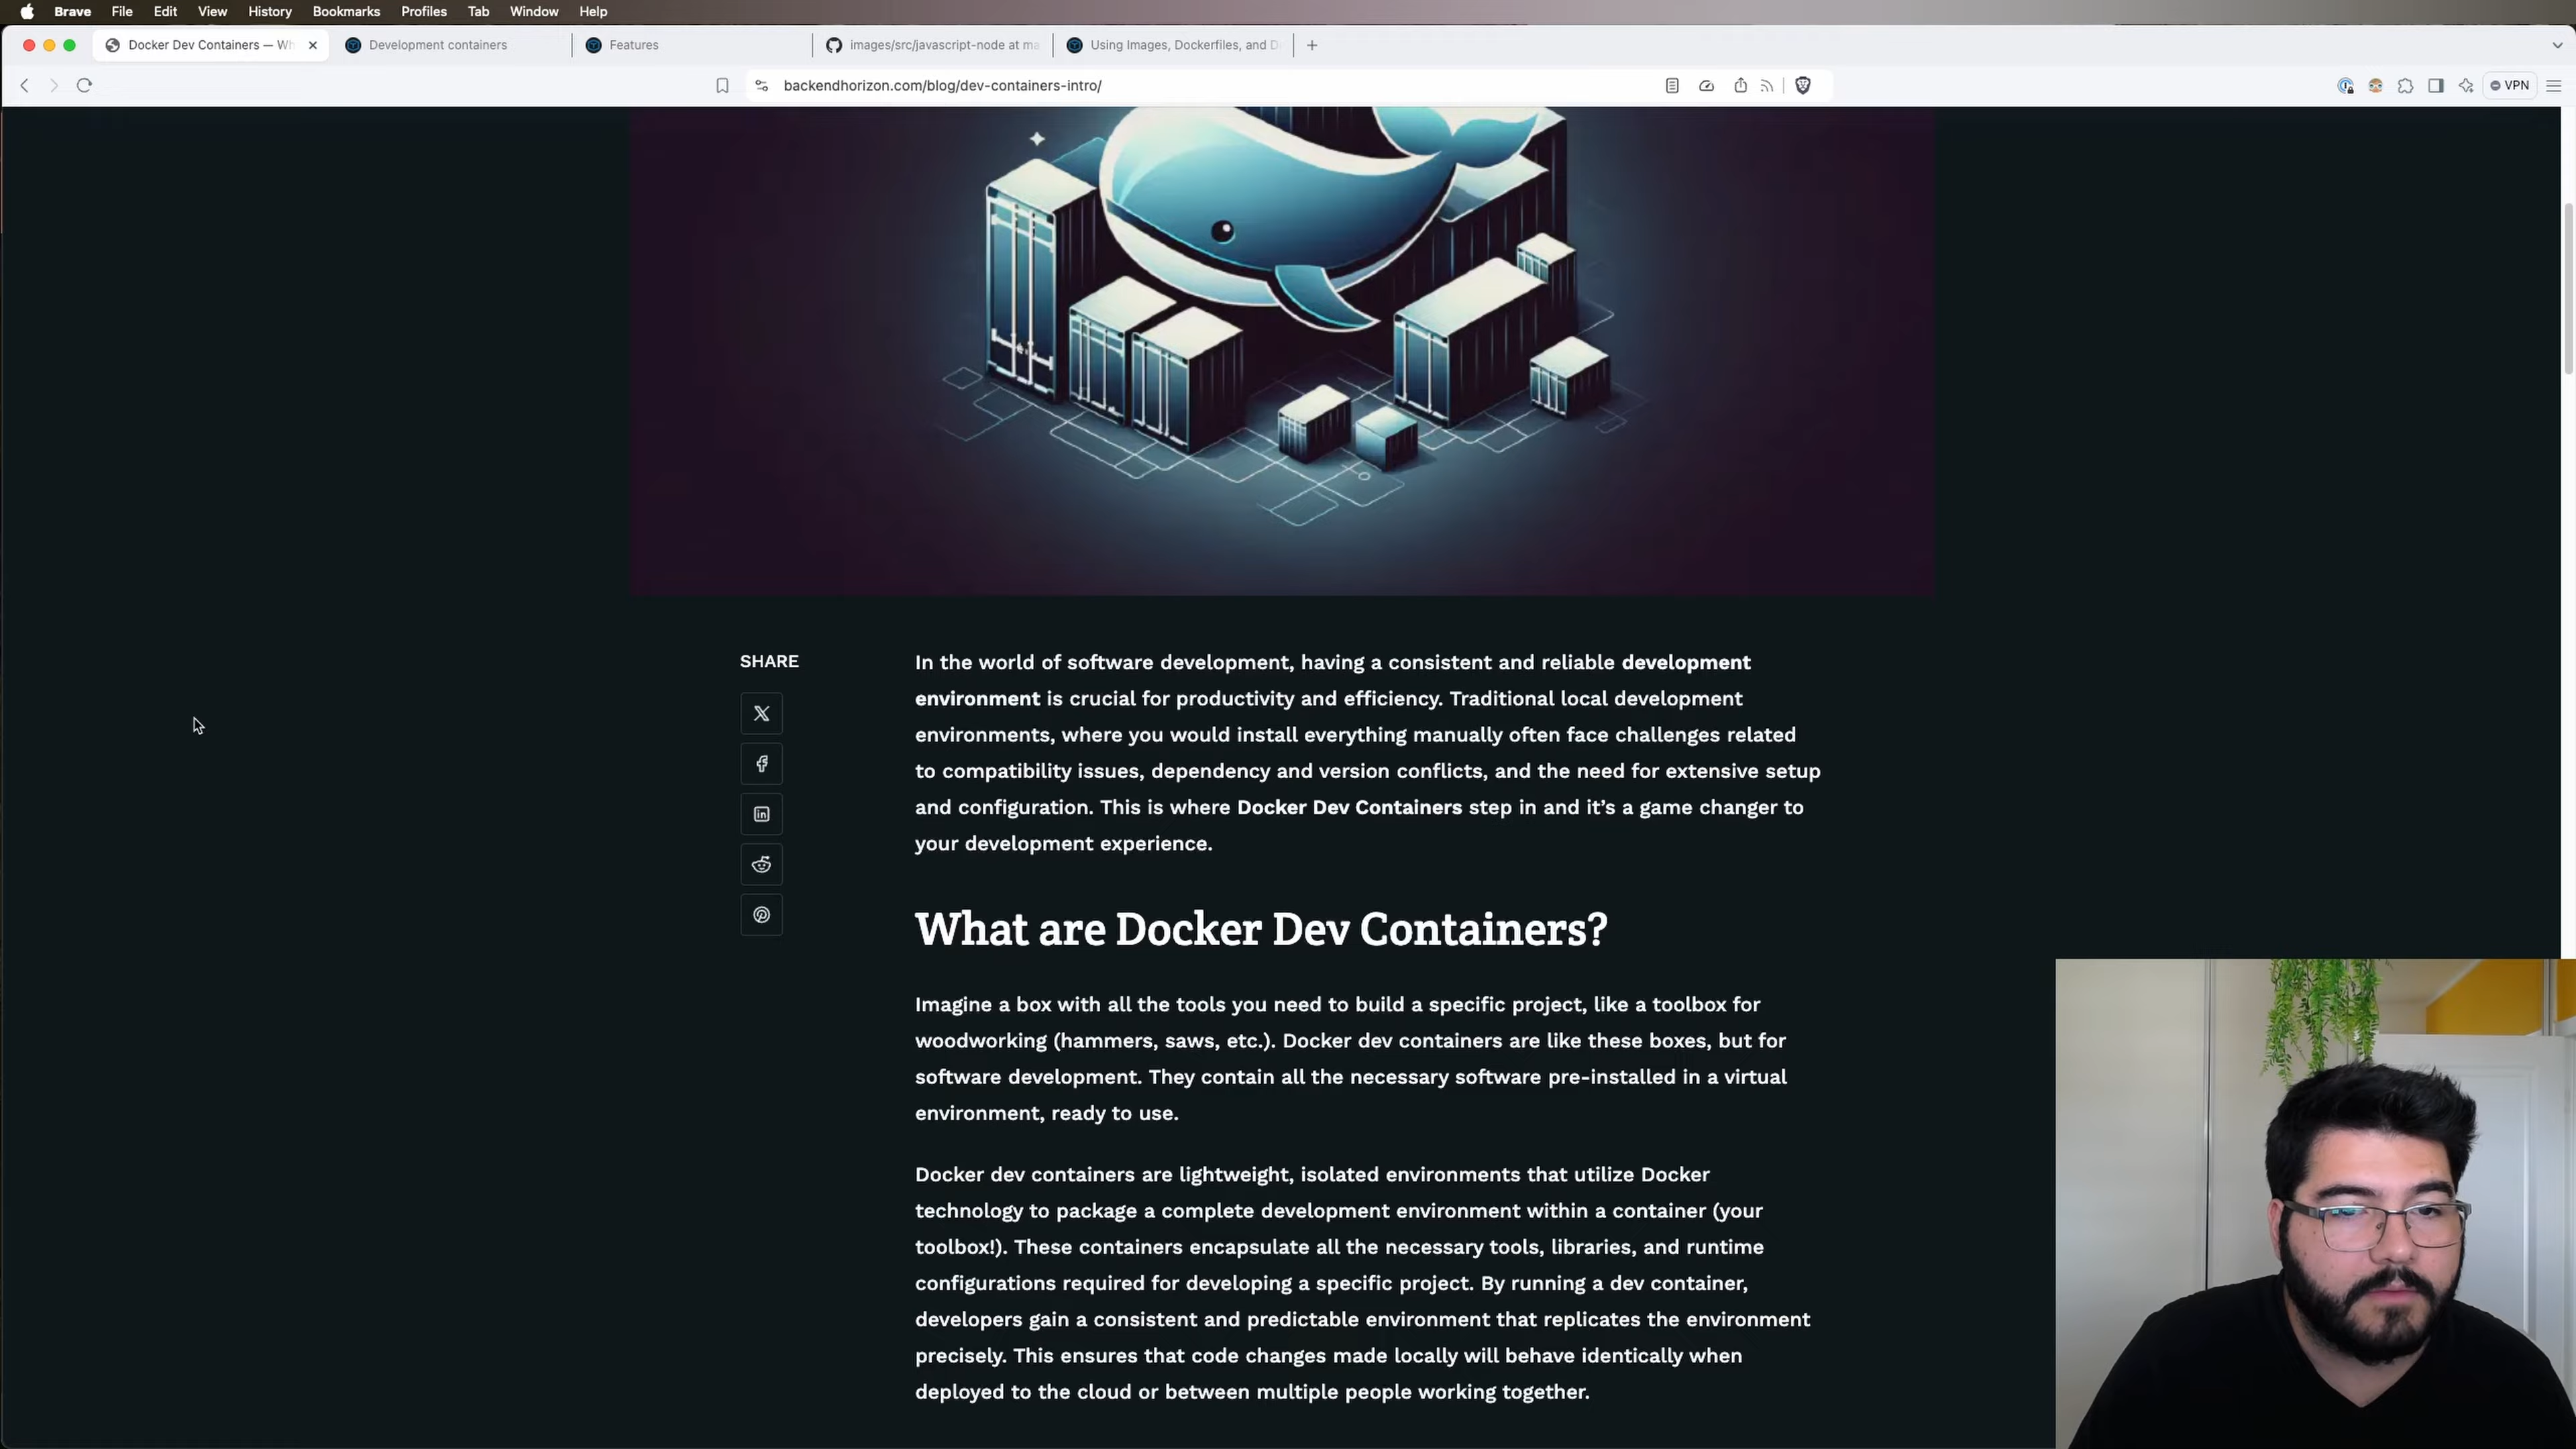 Brave File Edit View History Bookmarks Profiles Tab Window Help
Docker Dev Containers — Wh
Development containers
Features
images/src/javascript-node at ma
Using Images, Dockerfiles, and D
backendhorizon.com/blog/dev-containers-intro/
VPN
SHARE
In the world of software development, having a consistent and reliable development
environment is crucial for productivity and efficiency. Traditional local development
environments, where you would install everything manually often face challenges related
to compatibility issues, dependency and version conflicts, and the need for extensive setup
and configuration. This is where Docker Dev Containers step in and it’s a game changer to
your development experience.
What are Docker Dev Containers?
Imagine a box with all the tools you need to build a specific project, like a toolbox for
woodworking (hammers, saws, etc.). Docker dev containers are like these boxes, but for
software development. They contain all the necessary software pre-installed in a virtual
environment, ready to use.
Docker dev containers are lightweight, isolated environments that utilize Docker
technology to package a complete development environment within a container (your
toolbox!). These containers encapsulate all the necessary tools, libraries, and runtime
configurations required for developing a specific project. By running a dev container,
developers gain a consistent and predictable environment that replicates the environment
precisely. This ensures that code changes made locally will behave identically when
deployed to the cloud or between multiple people working together.